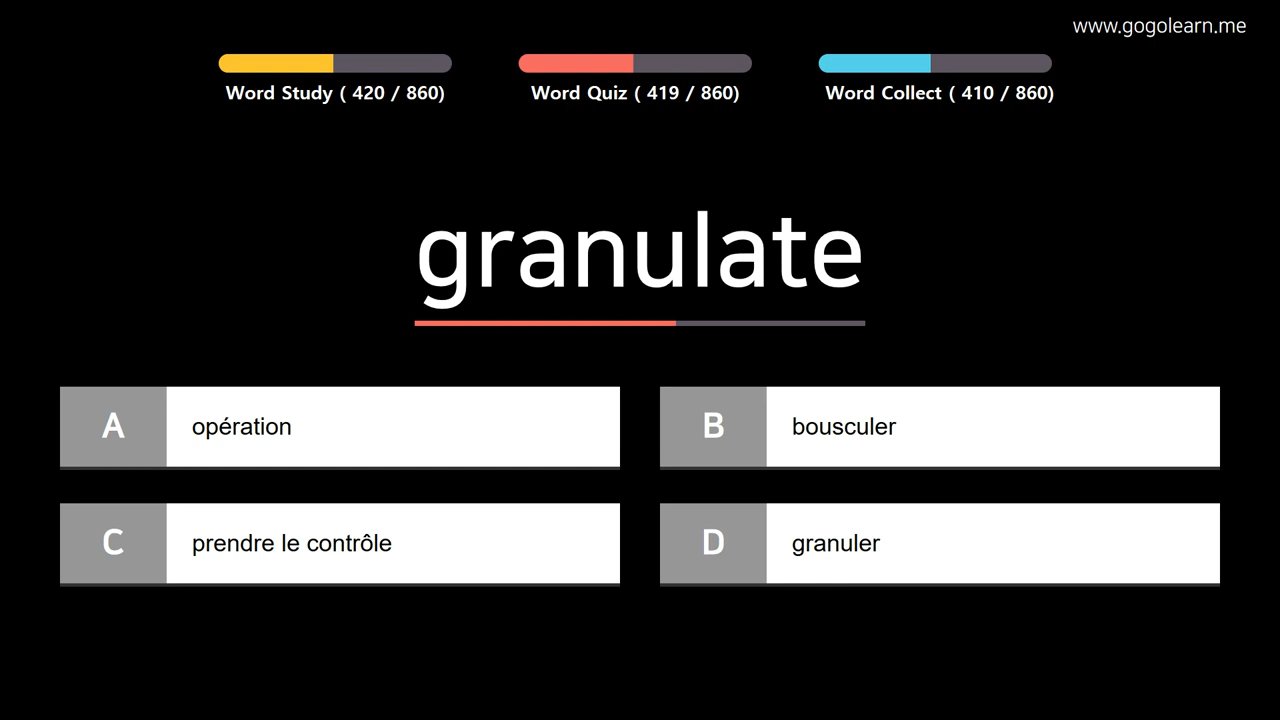 www.gogolearn.me
Word Study ( 420 / 860)
Word Quiz ( 419 / 860)
Word Collect ( 410 / 860)
granulate
A opération
B bousculer
C prendre le contrôle
D granuler